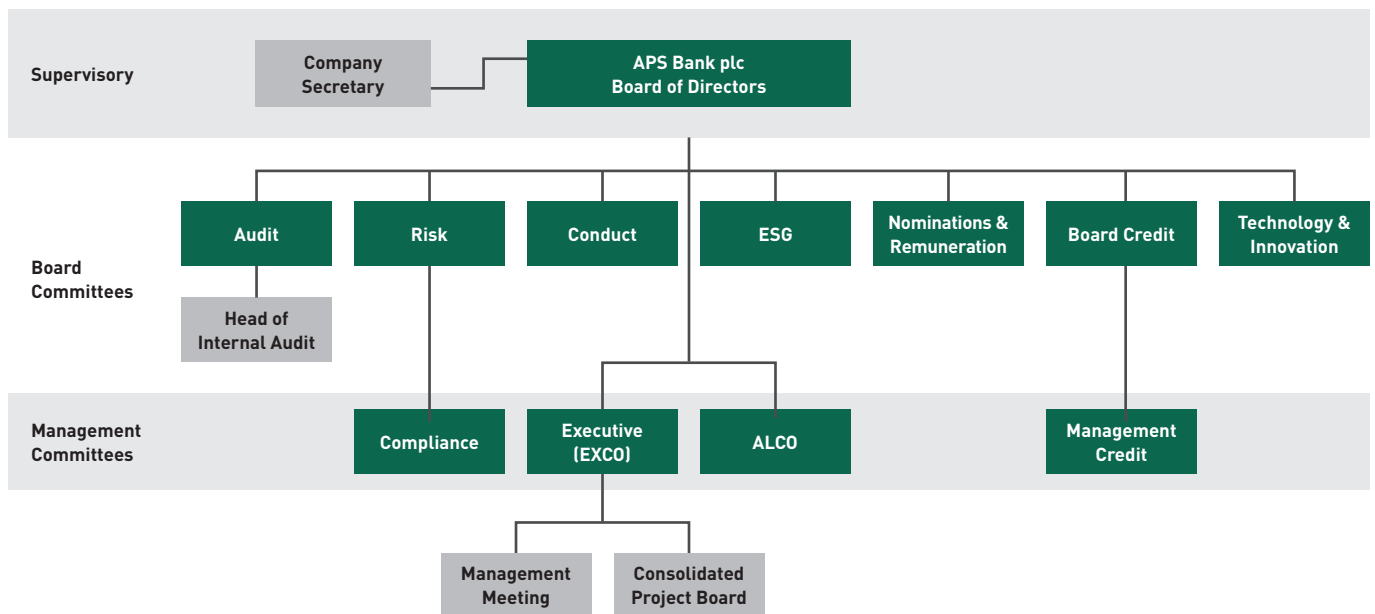 Supervisory
Company
Secretary
APS Bank plc
Board of Directors
Board
Committees
Audit
Risk
Conduct
ESG
Nominations &
Remuneration
Board Credit
Technology &
Innovation
Head of
Internal Audit
Management
Committees
Compliance
Executive
(EXCO)
ALCO
Management
Credit
Management
Meeting
Consolidated
Project Board